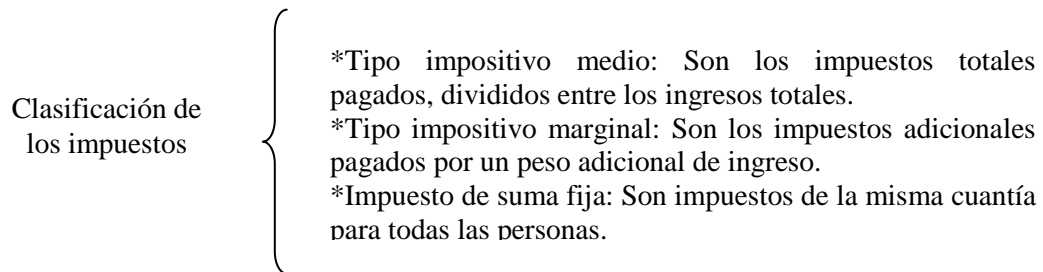 Clasificación de
los impuestos
*Tipo impositivo medio: Son los impuestos totales
pagados, divididos entre los ingresos totales.
*Tipo impositivo marginal: Son los impuestos adicionales
pagados por un peso adicional de ingreso.
*Impuesto de suma fija: Son impuestos de la misma cuantía
para todas las personas.